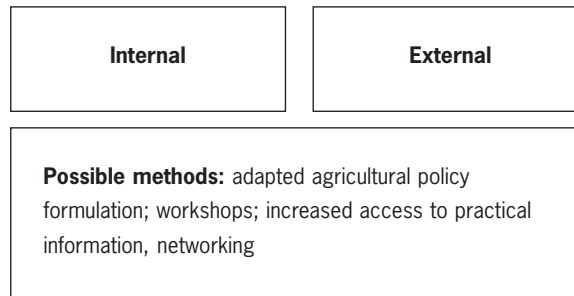 Internal
External
Possible methods: adapted agricultural policy
formulation; workshops; increased access to practical
information, networking